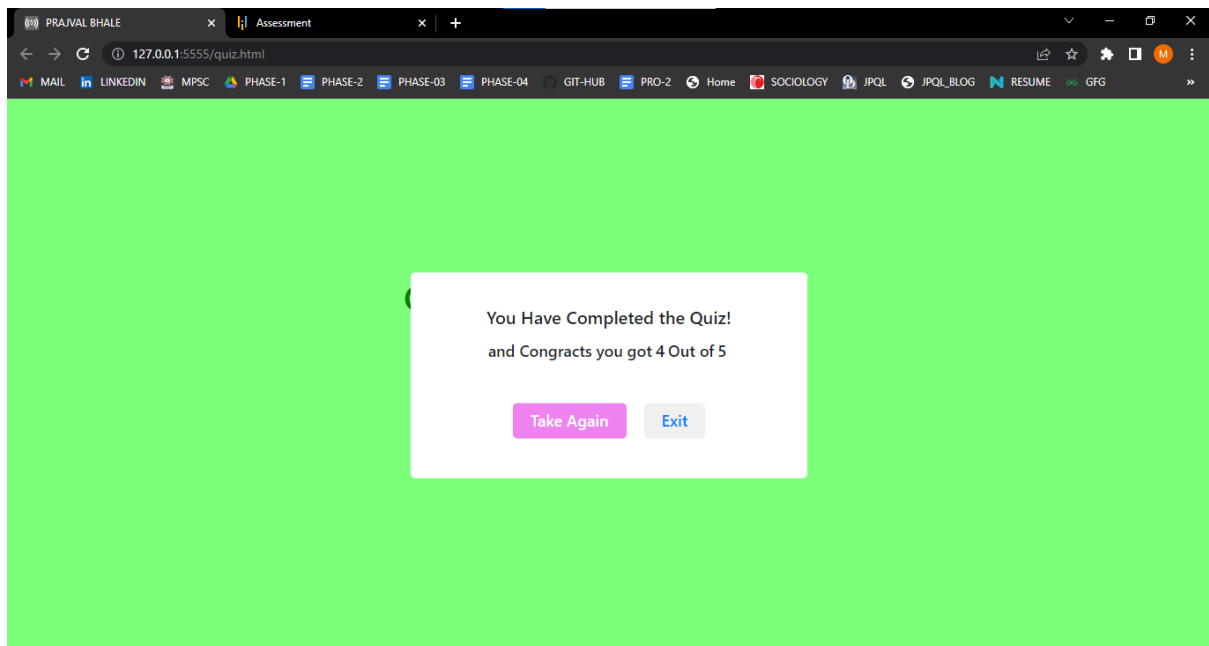 PRAJVAL BHALE
Assessment
127.0.0.1:5555/quiz.html
M
MAIL in LINKEDIN MPSC PHASE-1 PHASE-2 PHASE-03 PHASE-04 GIT-HUB PRO-2 Home SOCIOLOGY JPQL JPQL_BLOG RESUME GFG »
You Have Completed the Quiz!
and Congracts you got 4 Out of 5
Take Again Exit